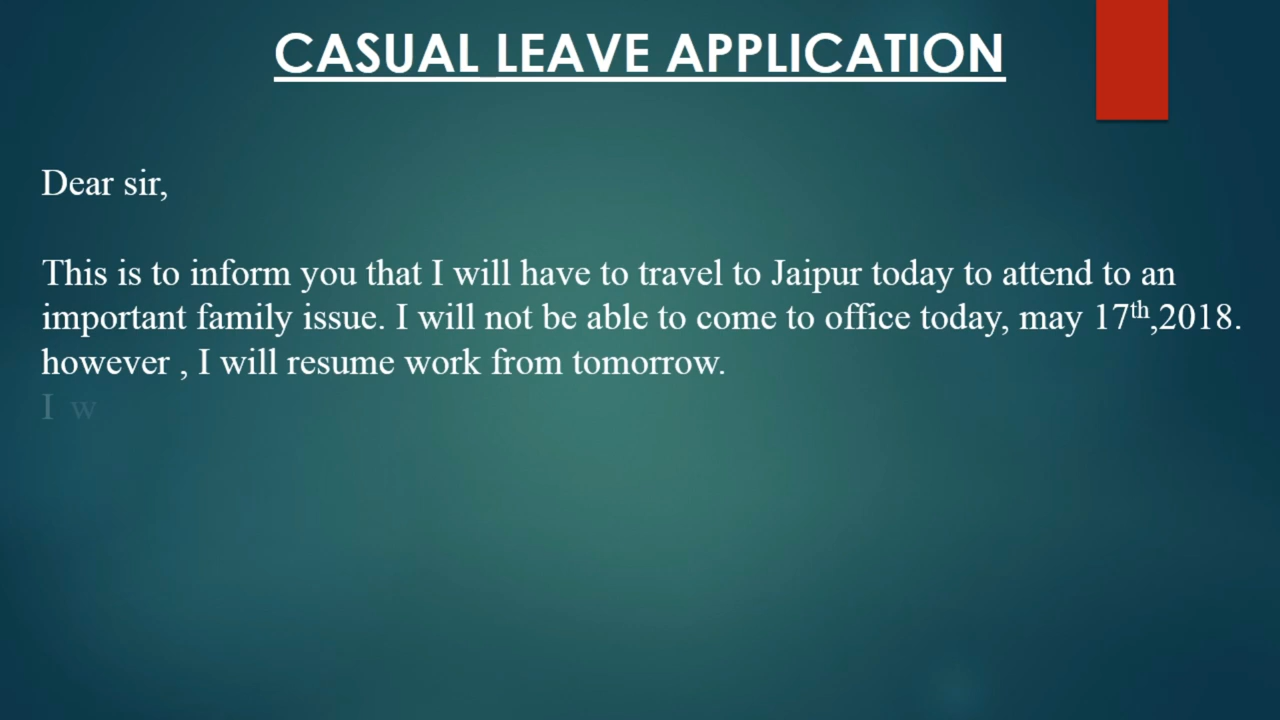 CASUAL LEAVE APPLICATION
Dear sir,
This is to inform you that I will have to travel to Jaipur today to attend to an
important family issue. I will not be able to come to office today, may 17th,2018.
however , I will resume work from tomorrow.
I w